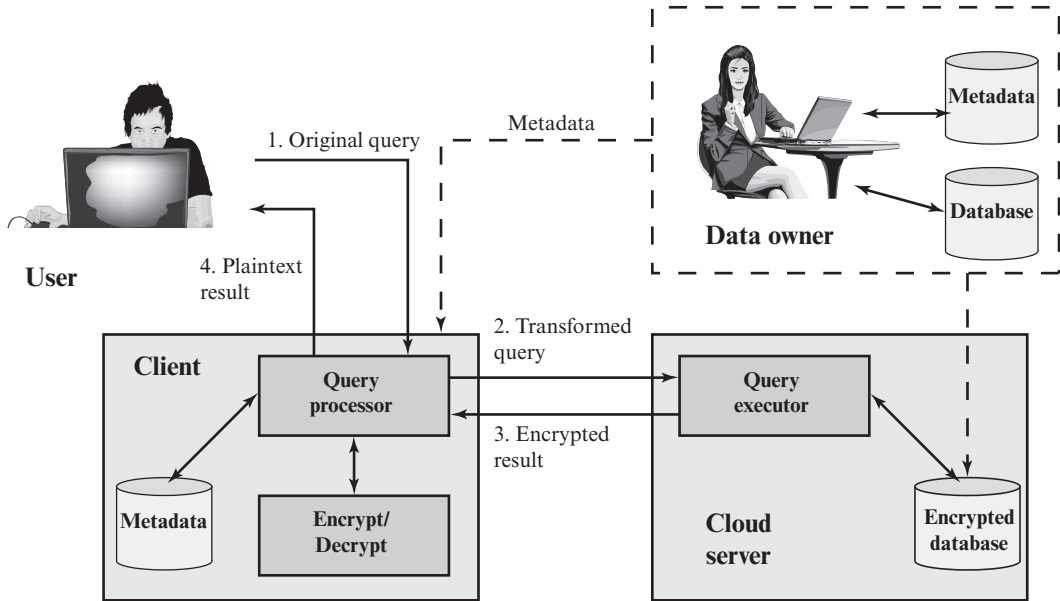 Metadata
Metadata
Database
Data owner
1. Original query
4. Plaintext
result
User
Client
Query
processor
Metadata
Encrypt/
Decrypt
2. Transformed
query
3. Encrypted
result
Query
executor
Cloud
server
Encrypted
database